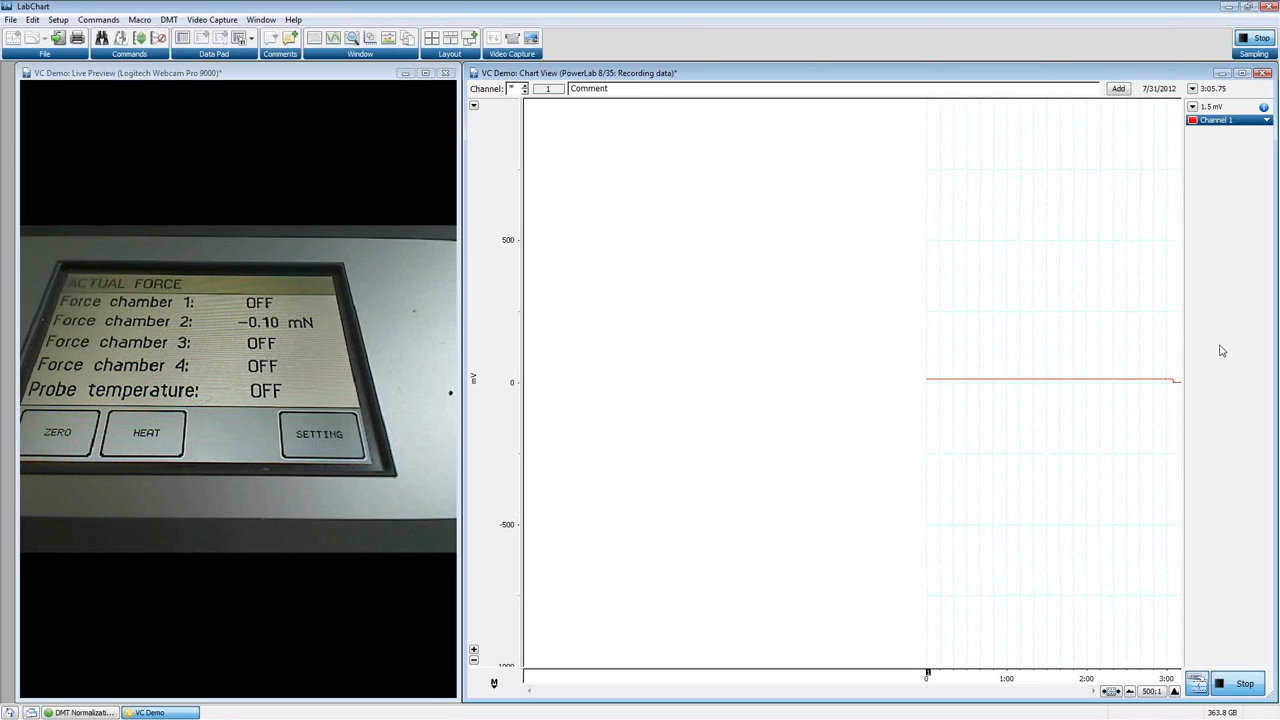 LabChart
File Edit Setup Commands Macro DMT Video Capture Window Help
File Commands Data Pad Comments Window Layout Video Capture
Stop
Sampling
VC Demo: Live Preview (Logitech Webcam Pro 9000)*
ACTUAL FORCE
Force chamber 1: OFF
Force chamber 2: -0.10 mN
Force chamber 3: OFF
Force chamber 4: OFF
Probe temperature: OFF
ZERO HEAT SETTING
VC Demo: Chart View (PowerLab 8/35: Recording data)*
Channel: * 1 Comment Add 7/31/2012 3:05.75
1.5 mV
Channel 1
500
mV
0
-500
-1000
0 1:00 2:00 3:00
M
500:1
Stop
DMT Normalizati... VC Demo 363.8 GB